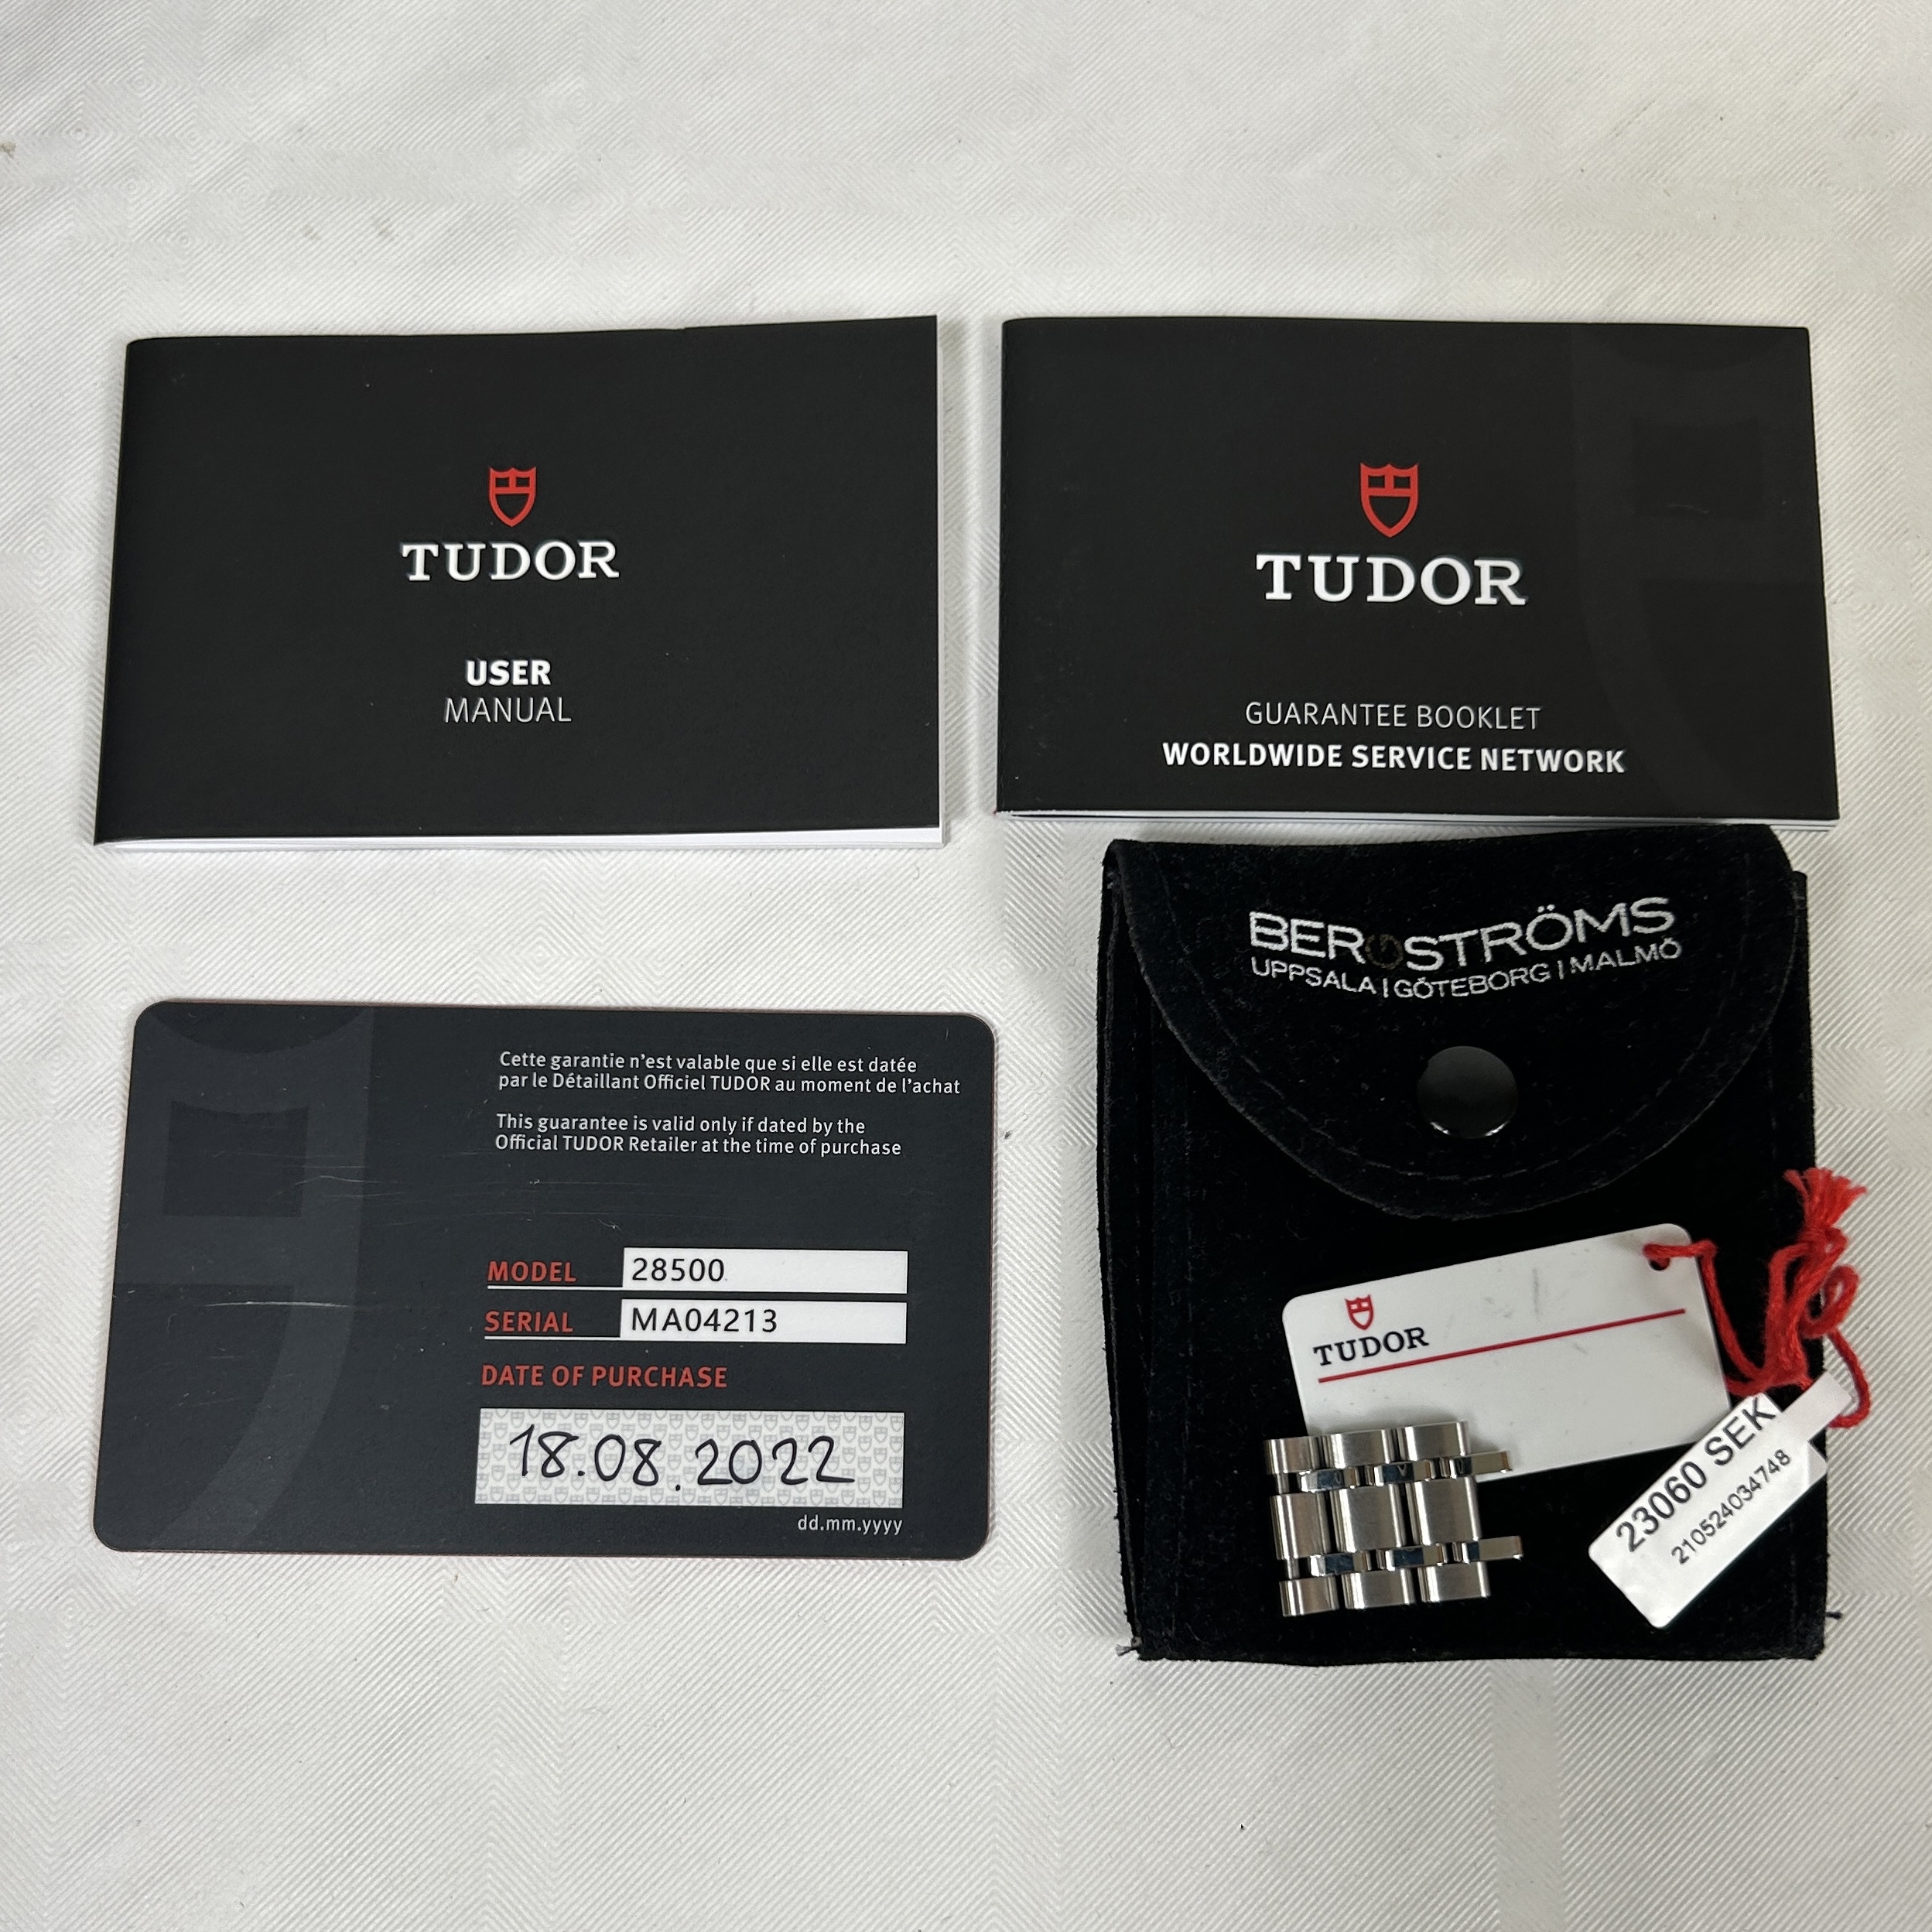 TUDOR
USER
MANUAL
TUDOR
GUARANTEE BOOKLET
WORLDWIDE SERVICE NETWORK
Cette garantie n'est valable que si elle est datée
par le Détaillant Officiel TUDOR au moment de l'achat
This guarantee is valid only if dated by the
Official TUDOR Retailer at the time of purchase
MODEL 28500
SERIAL MA04213
DATE OF PURCHASE
18.08.2022
dd.mm.yyyy
BERGSTRÖMS
UPPSALA | GÖTEBORG | MALMÖ
TUDOR
23060 SEK
210524034748